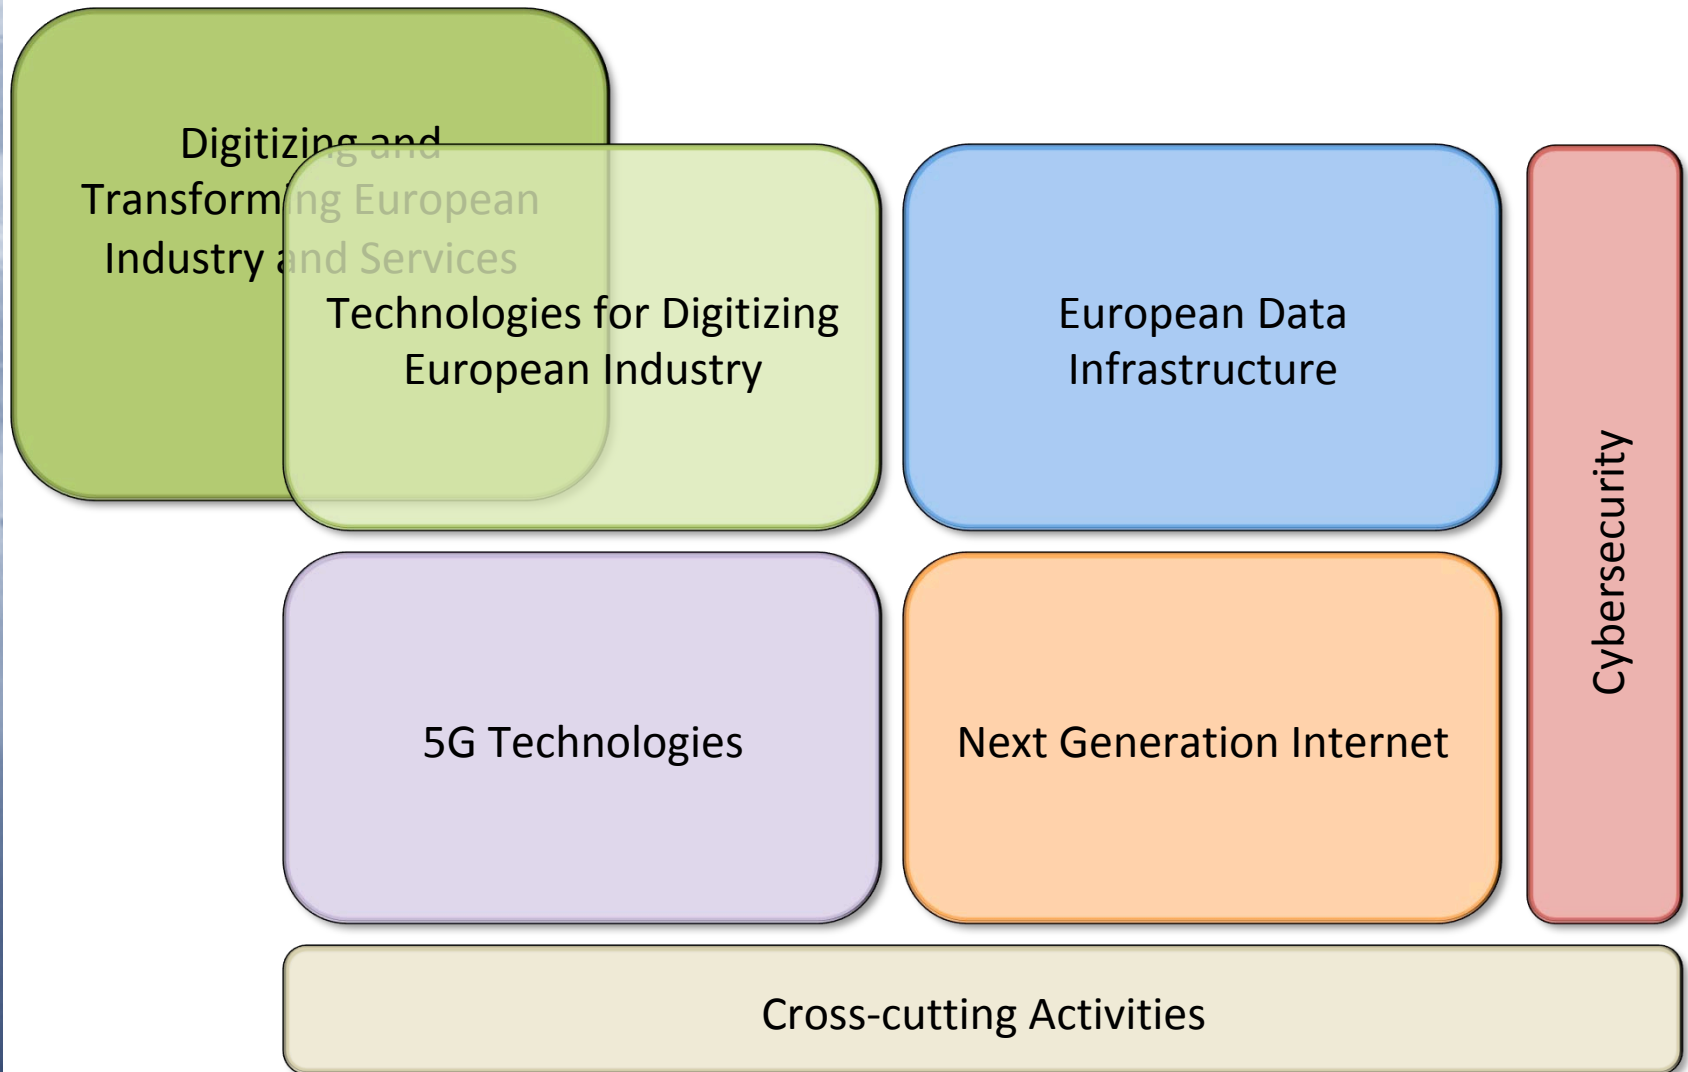 Digitizing and
Transforming European
Industry and Services
Technologies for Digitizing
European Industry
European Data
Infrastructure
Cybersecurity
5G Technologies
Next Generation Internet
Cross-cutting Activities